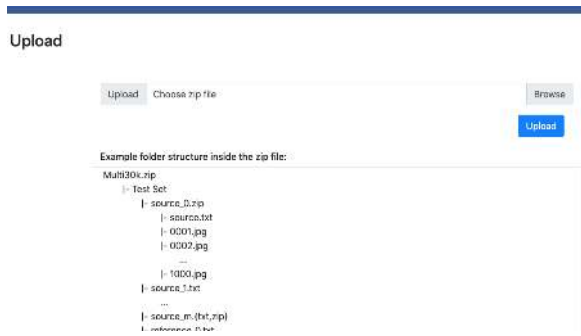 Upload
Upload Choose zip file Browse
Upload
Example folder structure inside the zip file:
Multi30k.zip
|- Test Set
|- source_0.zip
|- source.txt
|- 0001.jpg
|- 0002.jpg
...
|- 1000.jpg
|- source_1.txt
...
|- source_m.(txt,zip)
|- reference_0.txt